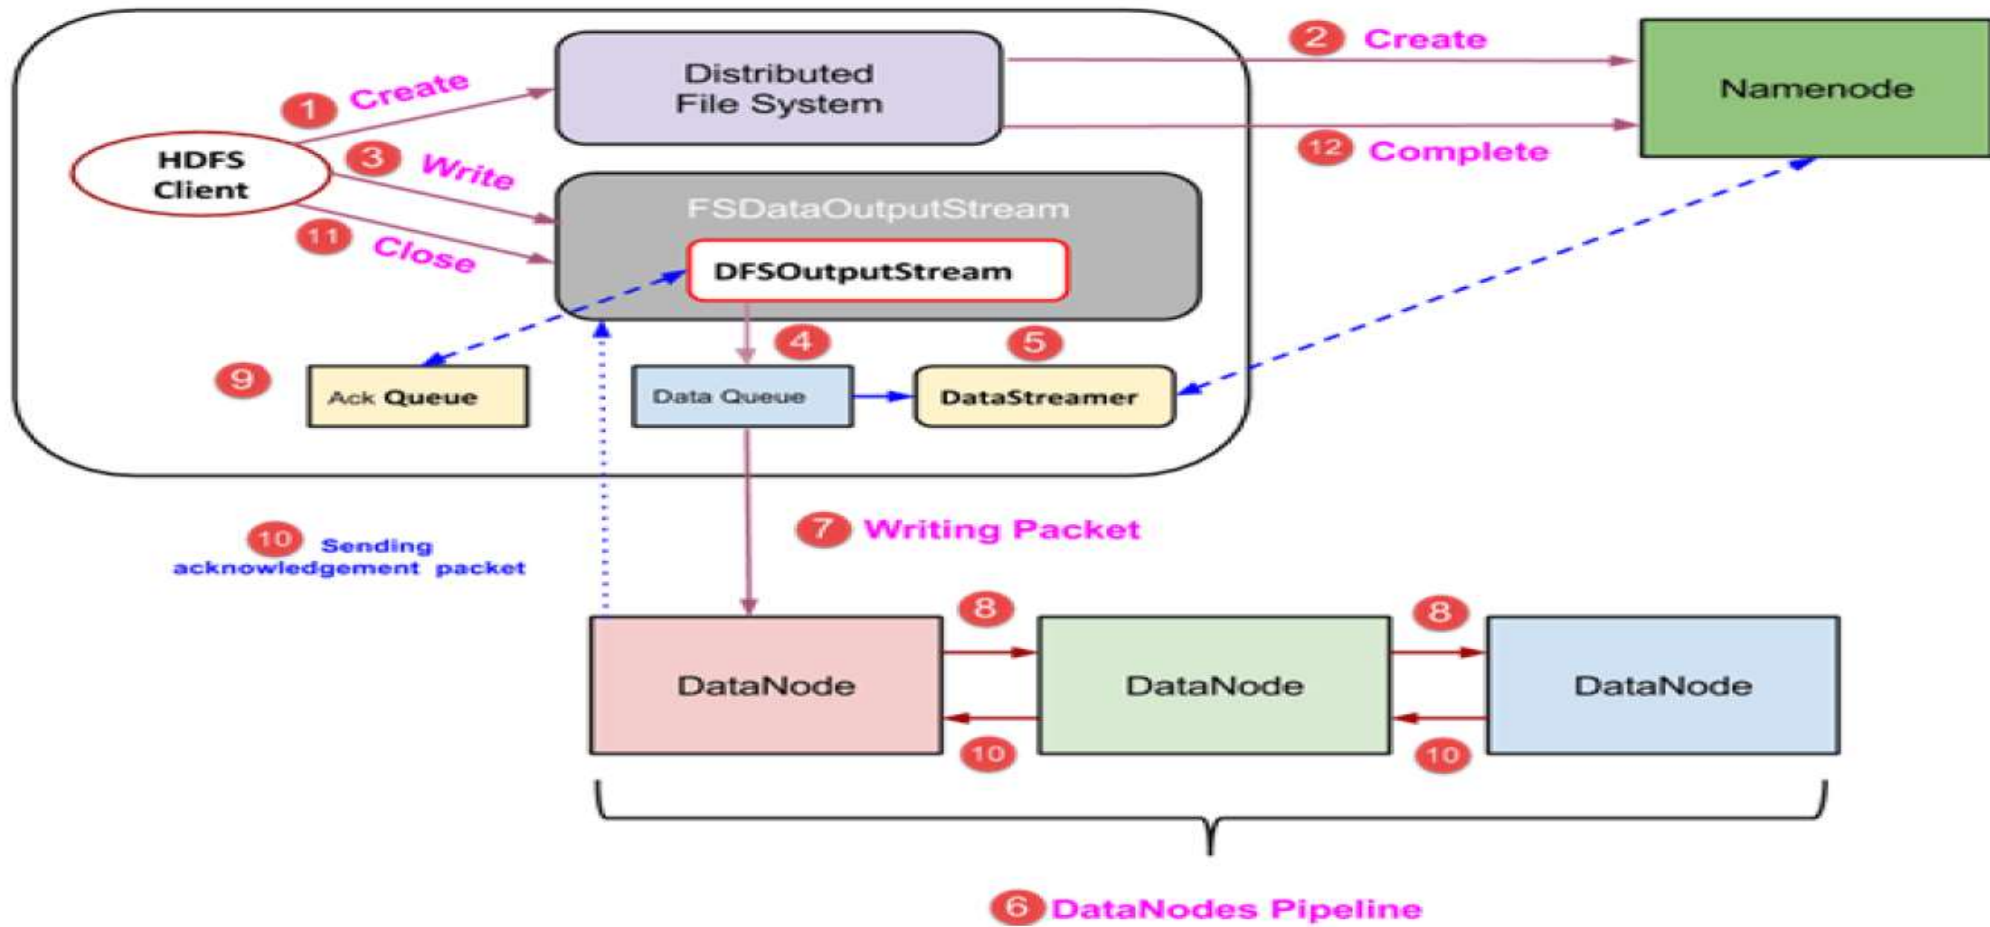 Distributed
File System
2 Create
Namenode
1 Create
12 Complete
HDFS
Client
3 Write
11 Close
FSDataOutputStream
DFSOutputStream
4
5
9
Ack Queue
Data Queue
DataStreamer
10 Sending
acknowledgement packet
7 Writing Packet
8
8
DataNode
DataNode
DataNode
10
10
6 DataNodes Pipeline